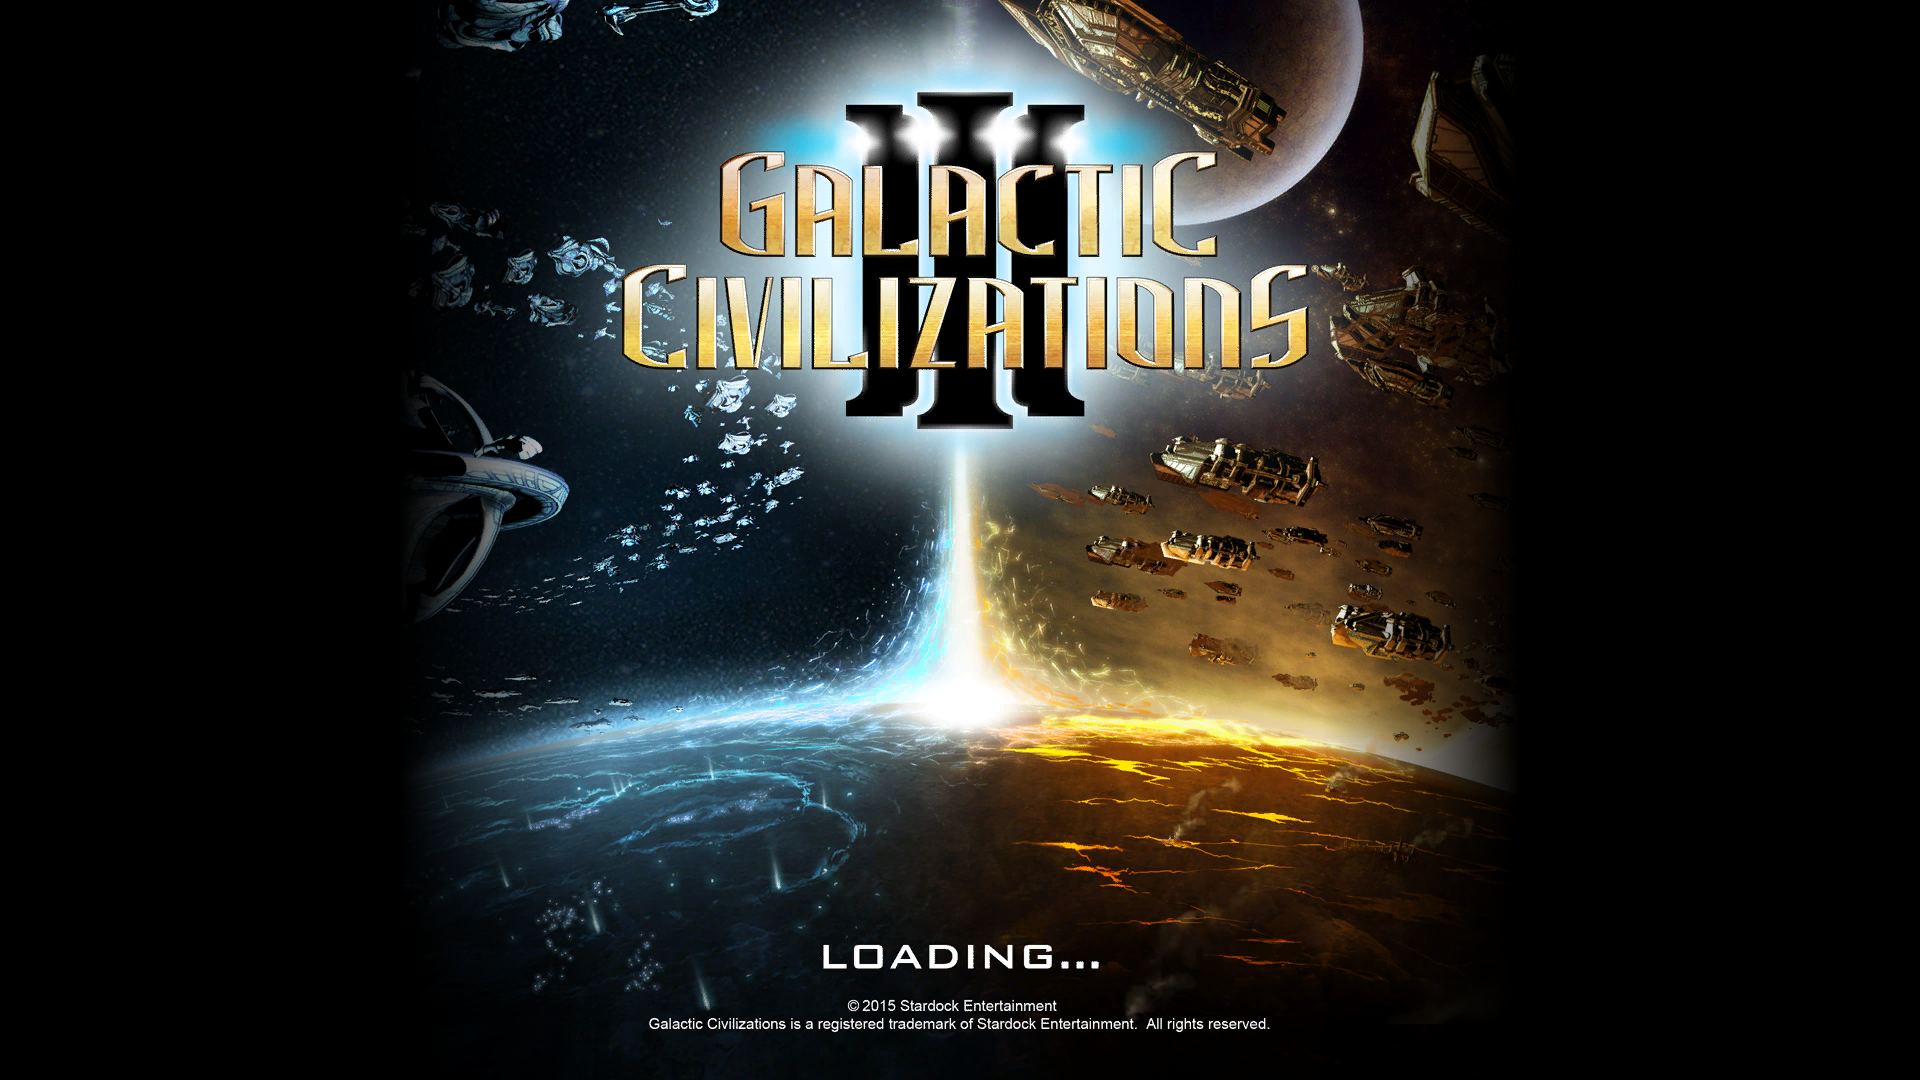 III
GALACTIC
CIVILIZATIONS
LOADING...
© 2015 Stardock Entertainment
Galactic Civilizations is a registered trademark of Stardock Entertainment.  All rights reserved.